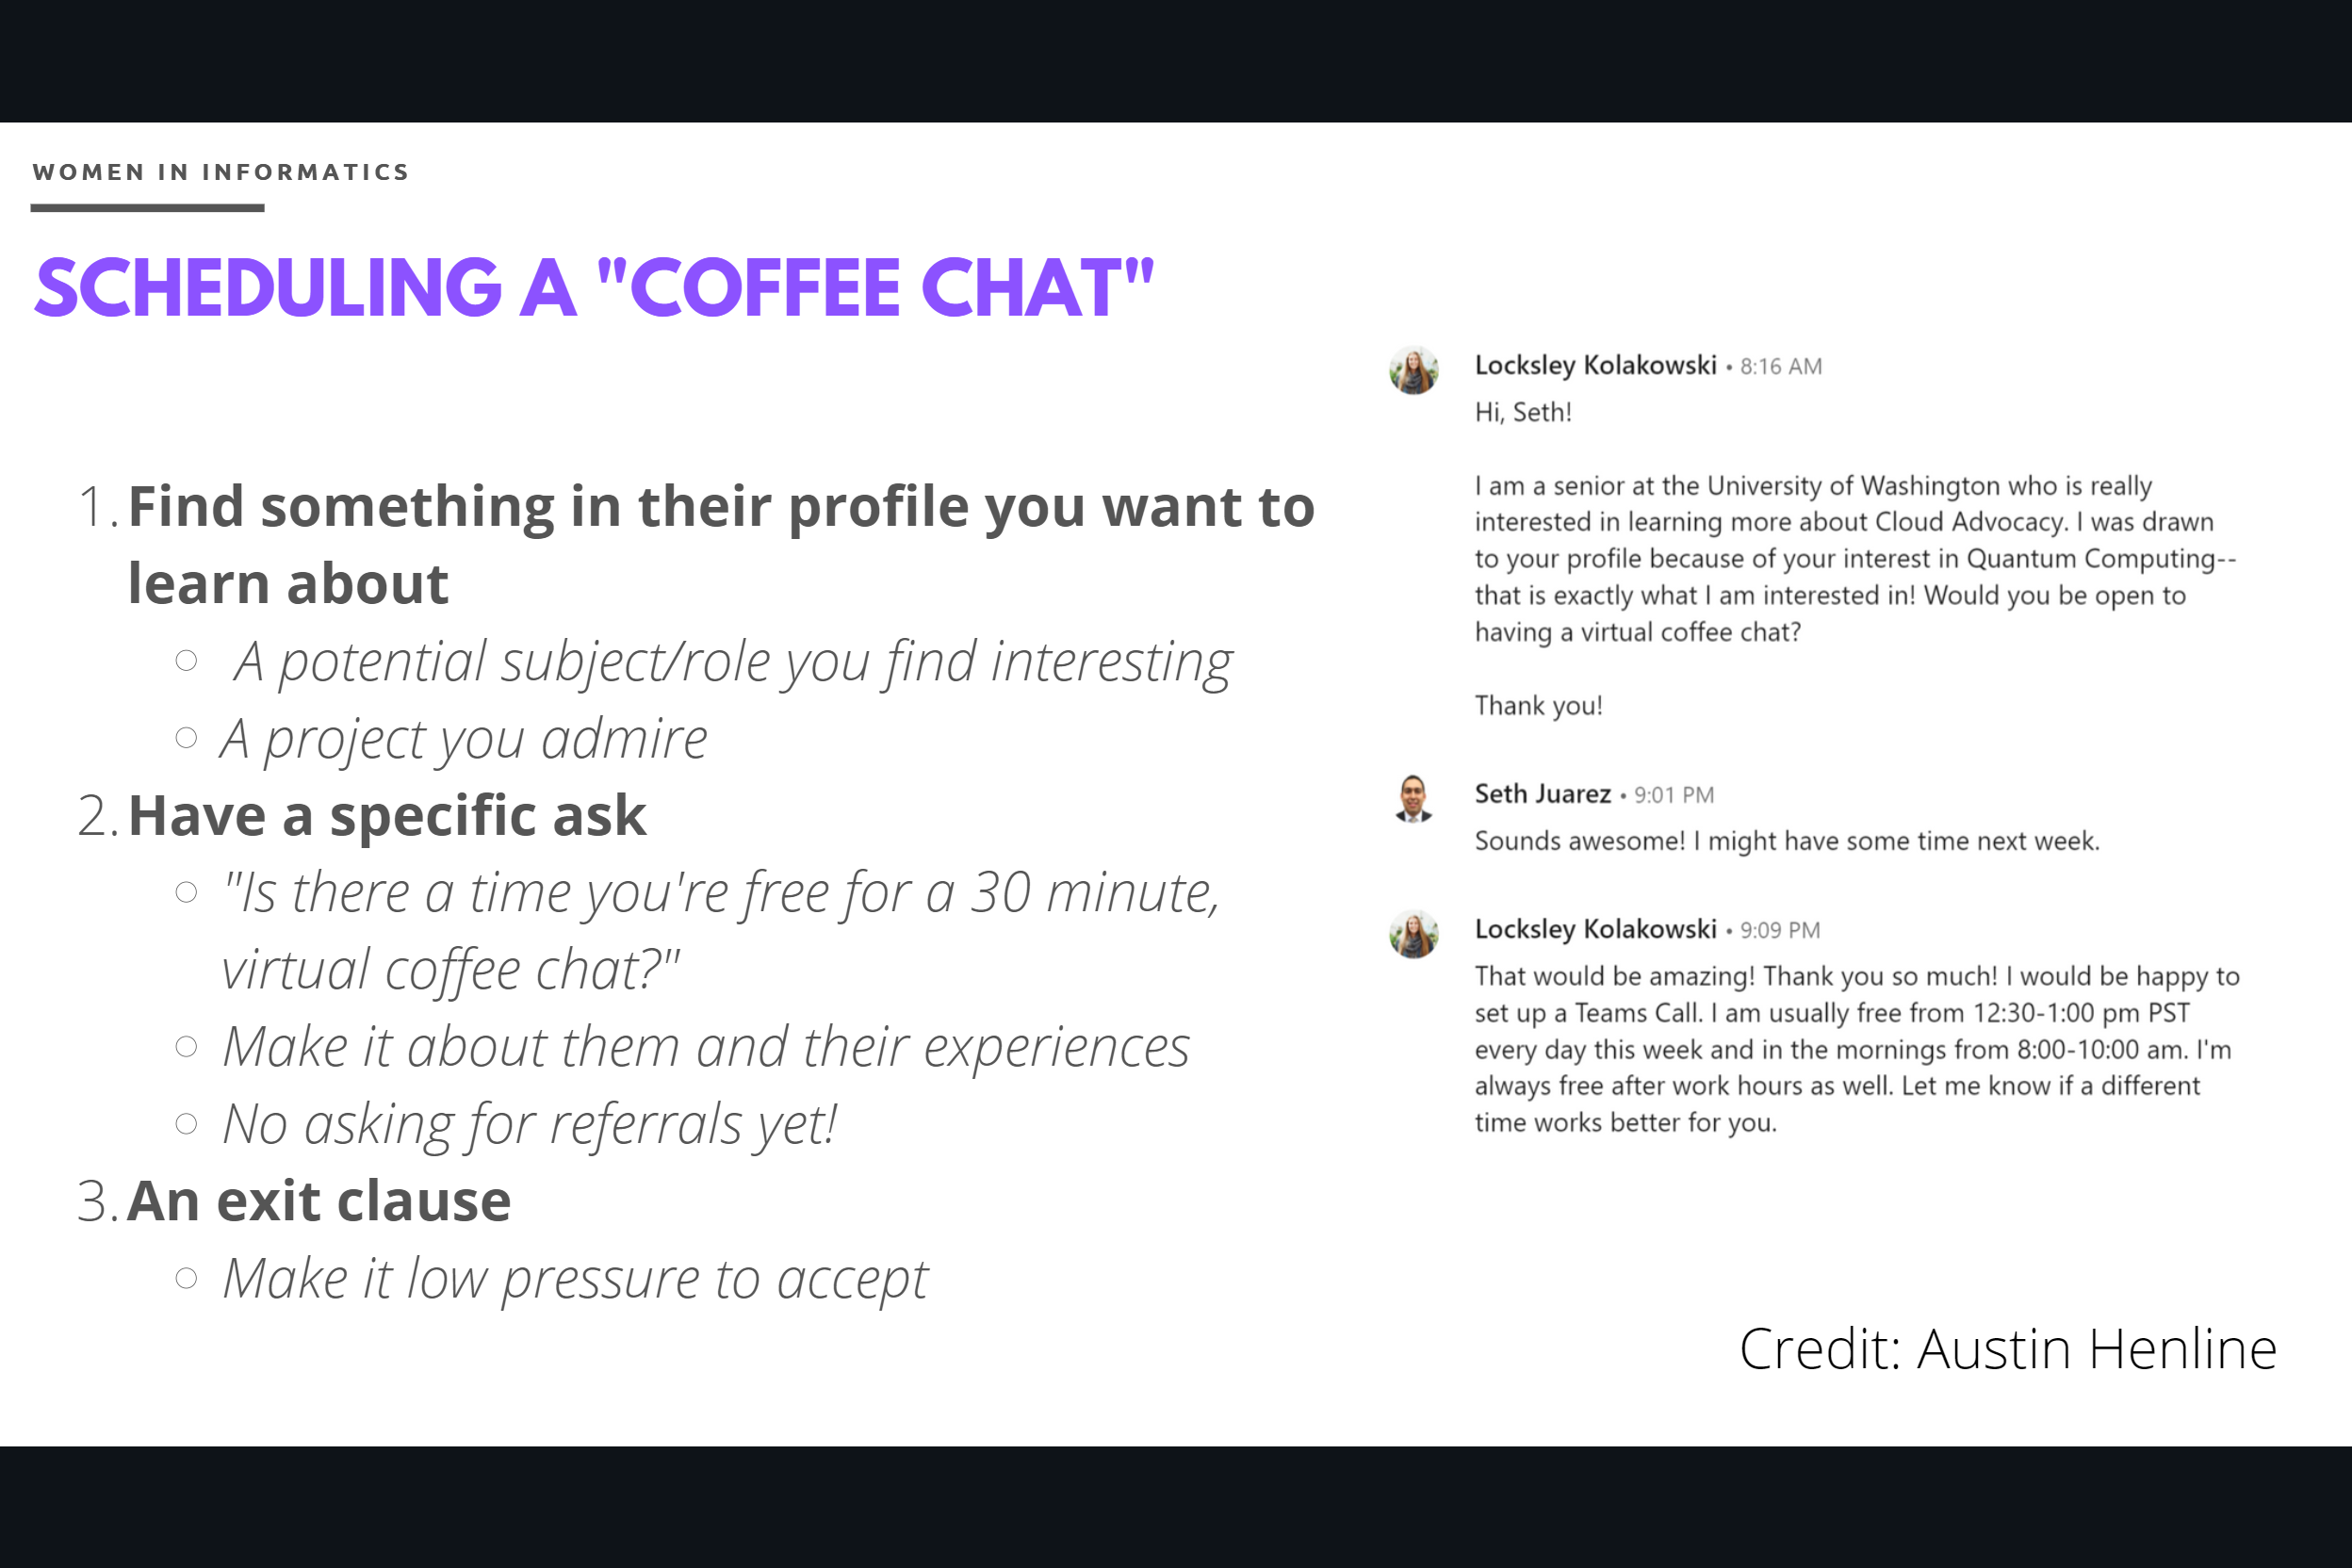 WOMEN IN INFORMATICS
SCHEDULING A "COFFEE CHAT"
1. Find something in their profile you want to
learn about
○ A potential subject/role you find interesting
○ A project you admire
2. Have a specific ask
○ "Is there a time you're free for a 30 minute,
virtual coffee chat?"
○ Make it about them and their experiences
○ No asking for referrals yet!
3. An exit clause
○ Make it low pressure to accept
Locksley Kolakowski • 8:16 AM
Hi, Seth!
I am a senior at the University of Washington who is really
interested in learning more about Cloud Advocacy. I was drawn
to your profile because of your interest in Quantum Computing--
that is exactly what I am interested in! Would you be open to
having a virtual coffee chat?
Thank you!
Seth Juarez • 9:01 PM
Sounds awesome! I might have some time next week.
Locksley Kolakowski • 9:09 PM
That would be amazing! Thank you so much! I would be happy to
set up a Teams Call. I am usually free from 12:30-1:00 pm PST
every day this week and in the mornings from 8:00-10:00 am. I'm
always free after work hours as well. Let me know if a different
time works better for you.
Credit: Austin Henline